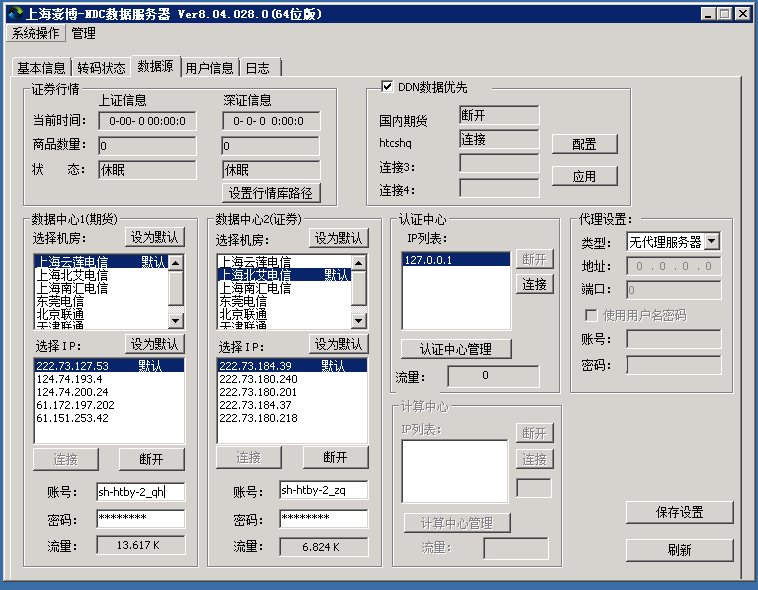 上海澎博-NDC数据服务器 Ver8.04.028.0(64位版)
系统操作 管理
基本信息 转码状态 数据源 用户信息 日志
证券行情
上证信息 深证信息
当前时间: 0-00- 0 00:00:0 0- 0- 0 0:00:0
商品数量: 0 0
状 态: 休眠 休眠
设置行情库路径
DDN数据优先
国内期货 断开
htcshq 连接
连接3:
连接4:
配置
应用
数据中心1(期货)
选择机房: 设为默认
上海云莲电信 默认
上海北艾电信
上海南汇电信
东莞电信
北京联通
天津联通
选择IP: 设为默认
222.73.127.53 默认
124.74.193.4
124.74.200.24
61.172.197.202
61.151.253.42
连接 断开
账号: sh-htby-2_qh
密码: ********
流量: 13.617 K
数据中心2(证券)
选择机房: 设为默认
上海云莲电信
上海北艾电信 默认
上海南汇电信
东莞电信
北京联通
天津联通
选择IP: 设为默认
222.73.184.39 默认
222.73.180.240
222.73.180.201
222.73.184.37
222.73.180.218
连接 断开
账号: sh-htby-2_zq
密码: ********
流量: 6.824 K
认证中心
IP列表:
127.0.0.1
断开
连接
认证中心管理
流量: 0
计算中心
IP列表:
断开
连接
计算中心管理
流量:
代理设置:
类型: 无代理服务器
地址: 0 . 0 . 0 . 0
端口: 0
使用用户名密码
账号:
密码:
保存设置
刷新